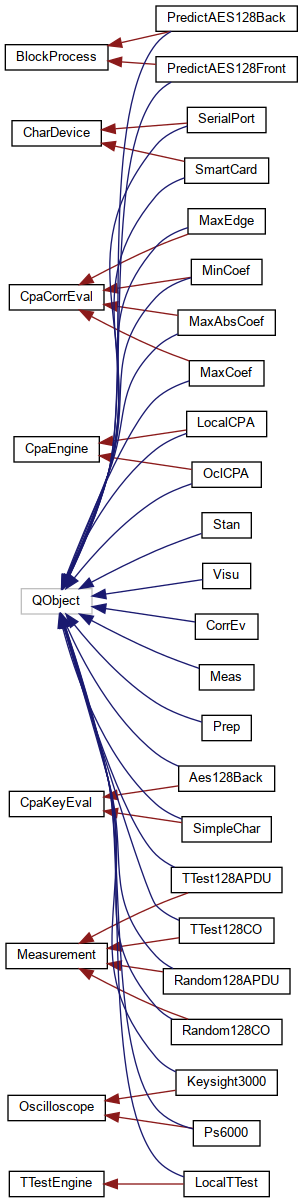 PredictAES128Back
BlockProcess
PredictAES128Front
SerialPort
CharDevice
SmartCard
MaxEdge
MinCoef
CpaCorrEval
MaxAbsCoef
MaxCoef
LocalCPA
CpaEngine
OclCPA
Stan
Visu
QObject
CorrEv
Meas
Prep
Aes128Back
CpaKeyEval
SimpleChar
TTest128APDU
TTest128CO
Measurement
Random128APDU
Random128CO
Keysight3000
Oscilloscope
Ps6000
TTestEngine
LocalTTest